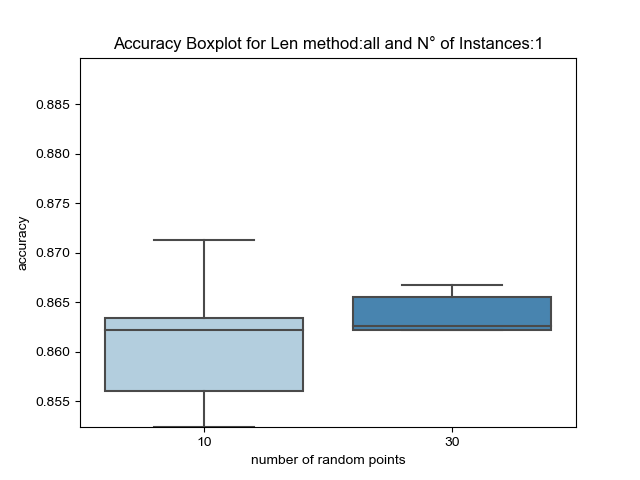 Accuracy Boxplot for Len method:all and N° of Instances:1
0.885
0.880
0.875
0.870
0.865
0.860
0.855
accuracy
10 30
number of random points